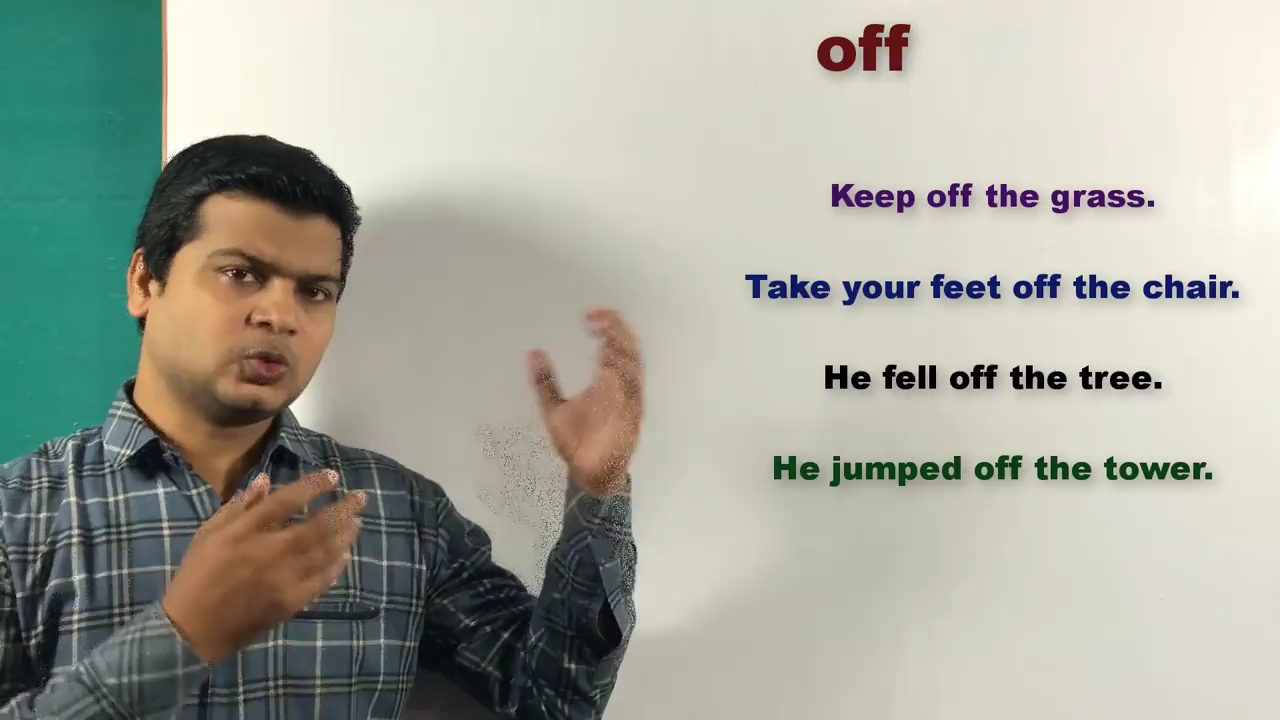 off
Keep off the grass.
Take your feet off the chair.
He fell off the tree.
He jumped off the tower.